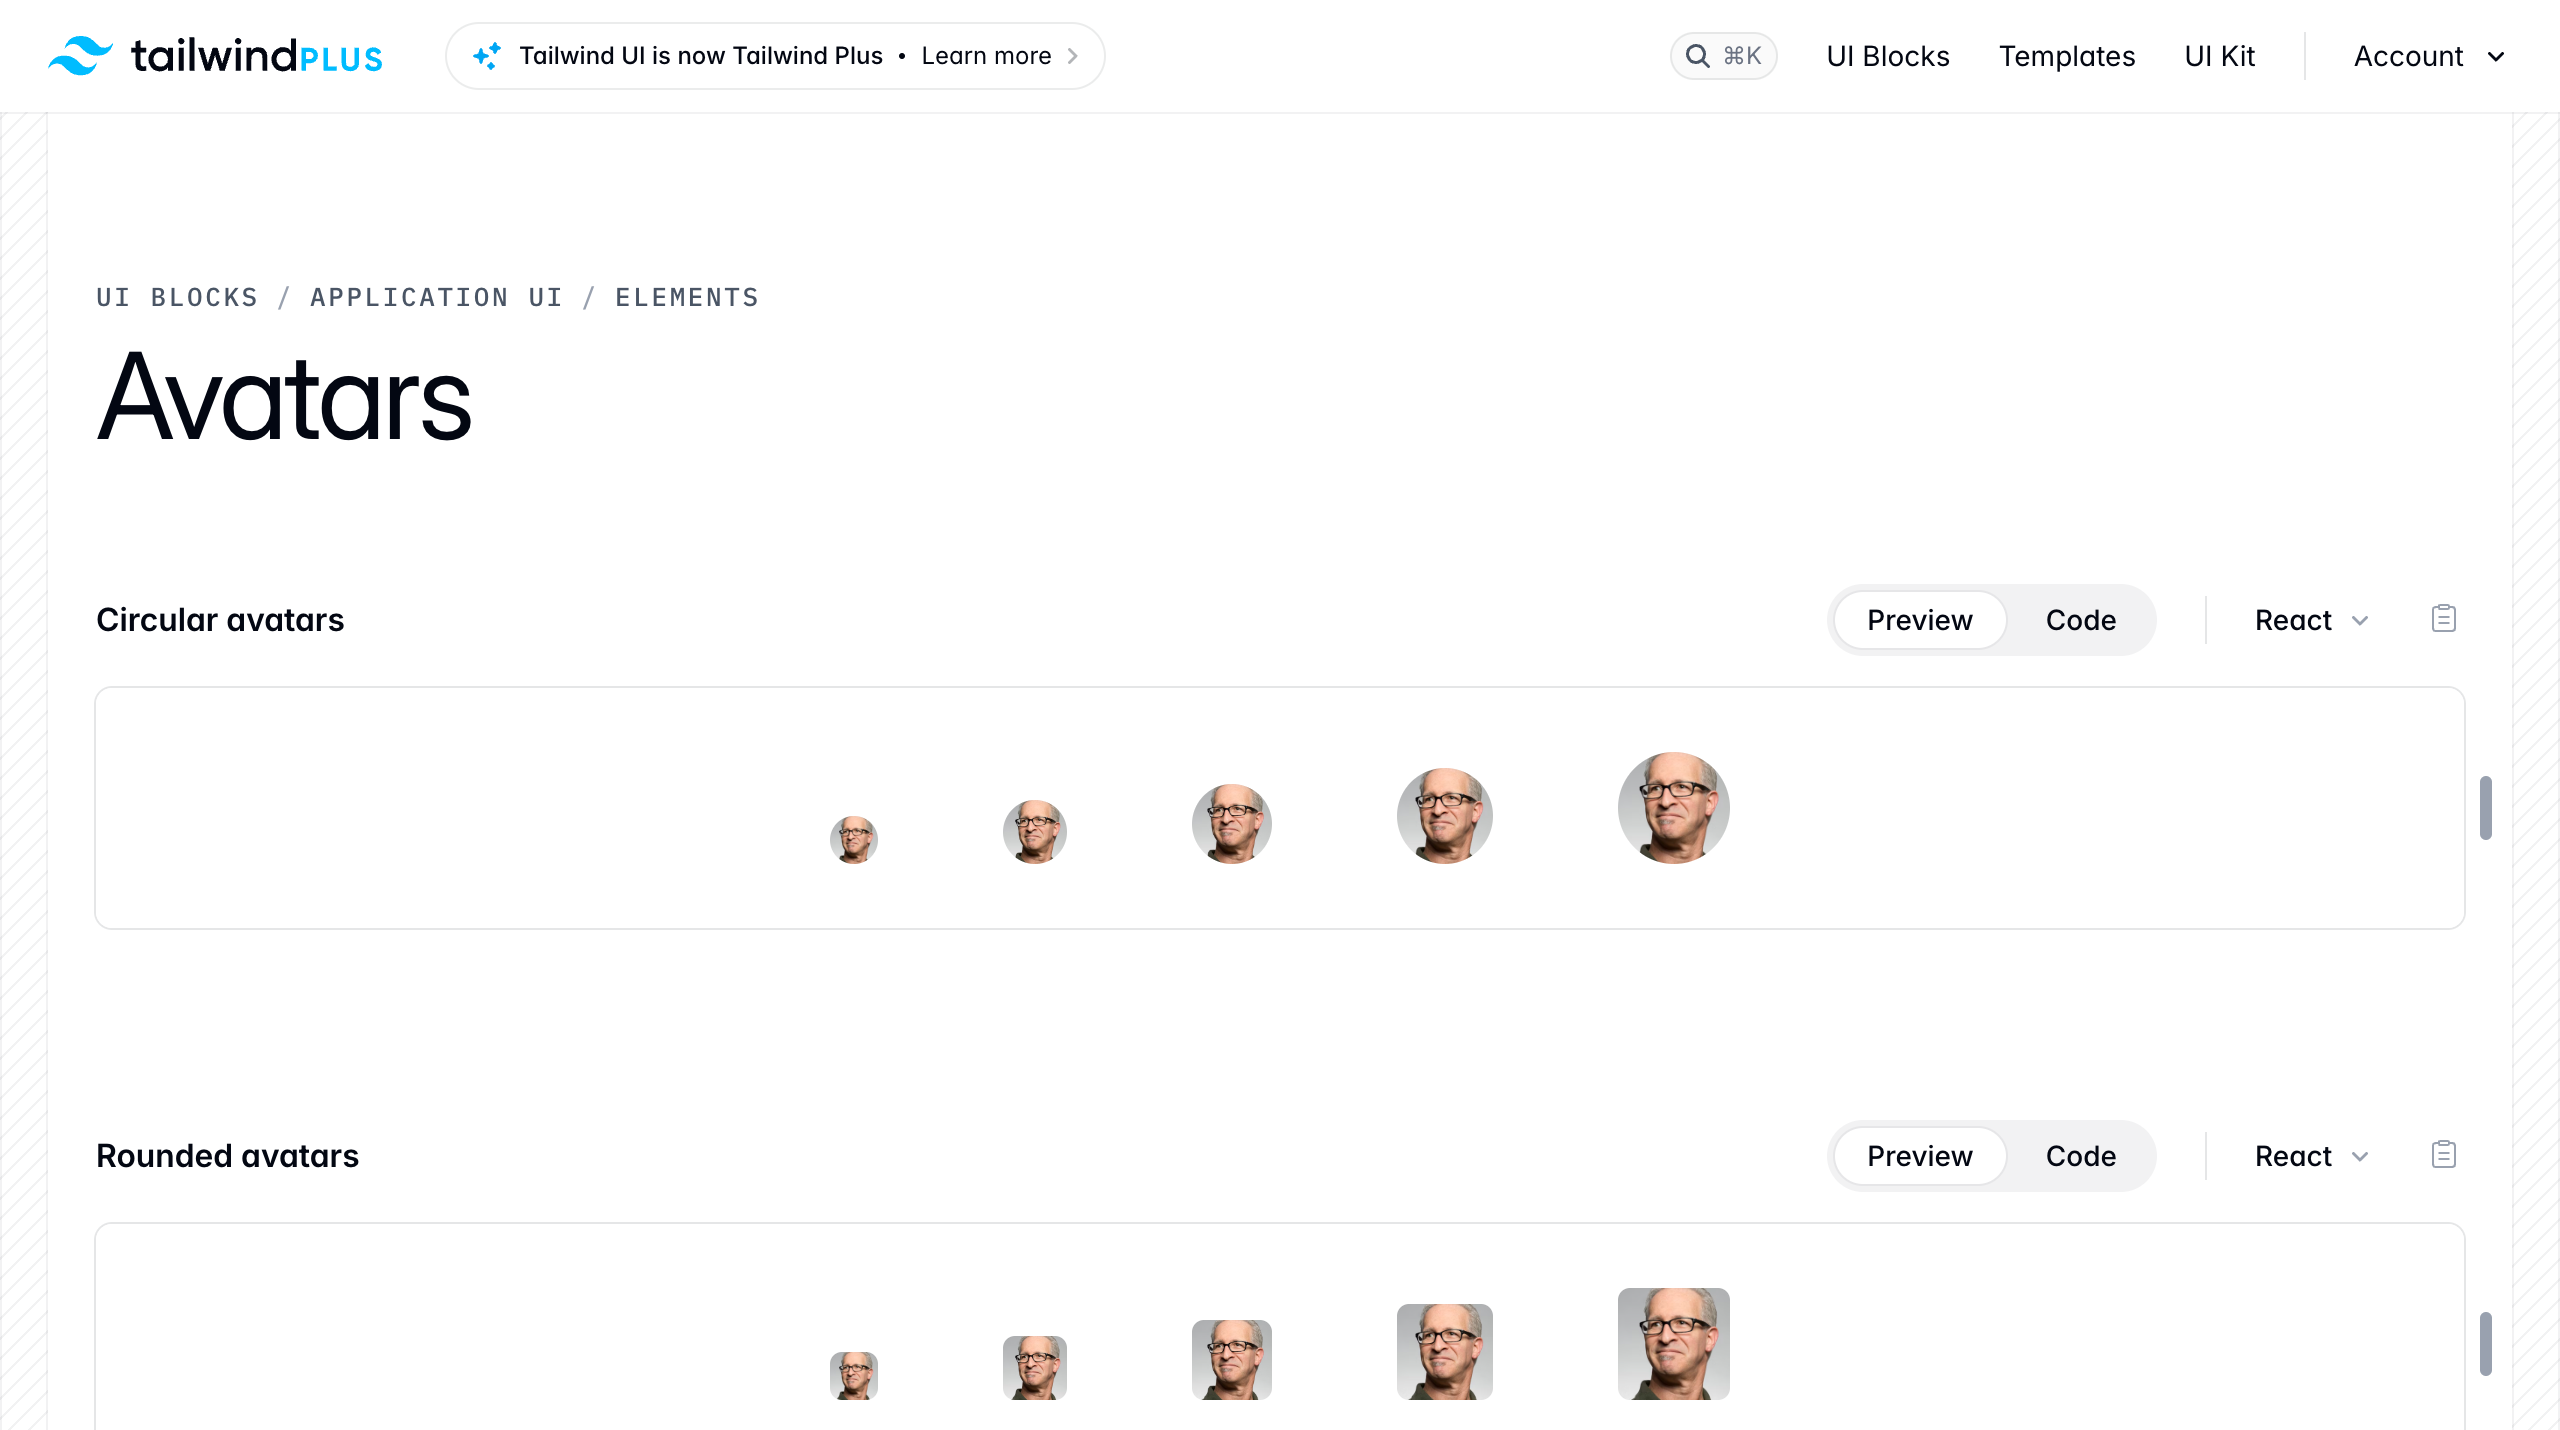 tailwindPLUS
Tailwind UI is now Tailwind Plus • Learn more
⌘K
UI Blocks
Templates
UI Kit
Account
UI BLOCKS / APPLICATION UI / ELEMENTS
Avatars
Circular avatars
Preview
Code
React
Rounded avatars
Preview
Code
React